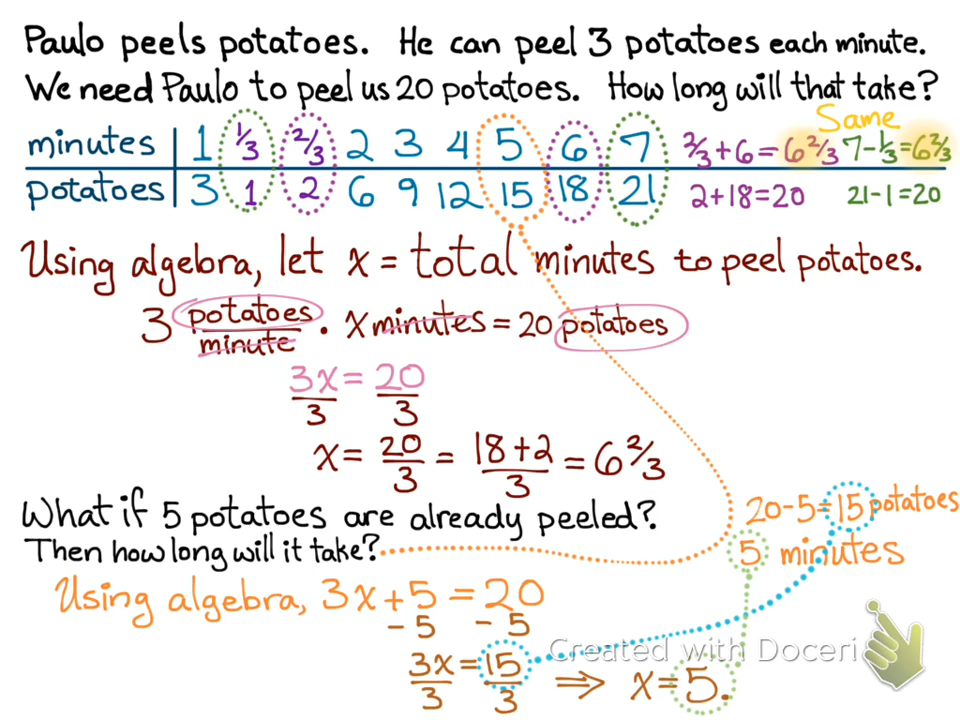 Paulo peels potatoes. He can peel 3 potatoes each minute.
We need Paulo to peel us 20 potatoes. How long will that take?
Same
minutes | 1 1/3 2/3 2 3 4 5 6 7 2/3+6=6 2/3 7-1/3=6 2/3
potatoes | 3 1 2 6 9 12 15 18 21 2+18=20 21-1=20
Using algebra, let x = total minutes to peel potatoes.
3 potatoes/minute · x minutes = 20 potatoes
3x = 20
3 3
x = 20/3 = 18+2/3 = 6 2/3
What if 5 potatoes are already peeled?
20-5=15 potatoes
Then how long will it take?
5 minutes
Using algebra, 3x+5=20
-5 -5
3x/3 = 15/3 ⇒ x=5.
Created with Doceri